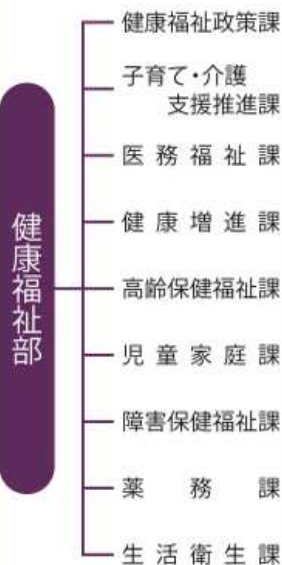 健康福祉部
健康福祉政策課
子育て・介護
支援推進課
医務福祉課
健康増進課
高齢保健福祉課
児童家庭課
障害保健福祉課
薬務課
生活衛生課